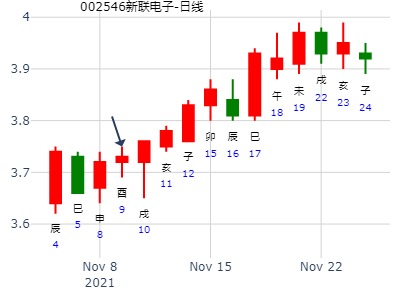 002546新联电子-日线
4
3.9
3.8
3.7
3.6
辰
4
巳
5
申
8
酉
9
戌
10
亥
11
子
12
卯
15
辰
16
巳
17
午
18
未
19
戌
22
亥
23
子
24
Nov 8
2021
Nov 15
Nov 22